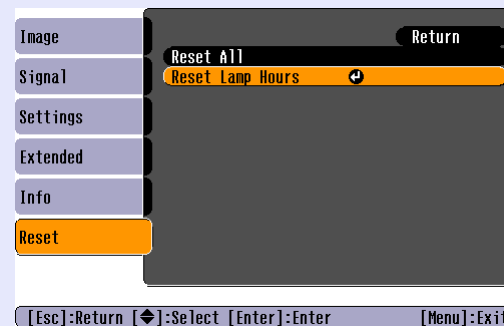 Image
Signal
Settings
Extended
Info
Reset
Return
Reset All
Reset Lamp Hours
[Esc]:Return [◆]:Select [Enter]:Enter [Menu]:Exit